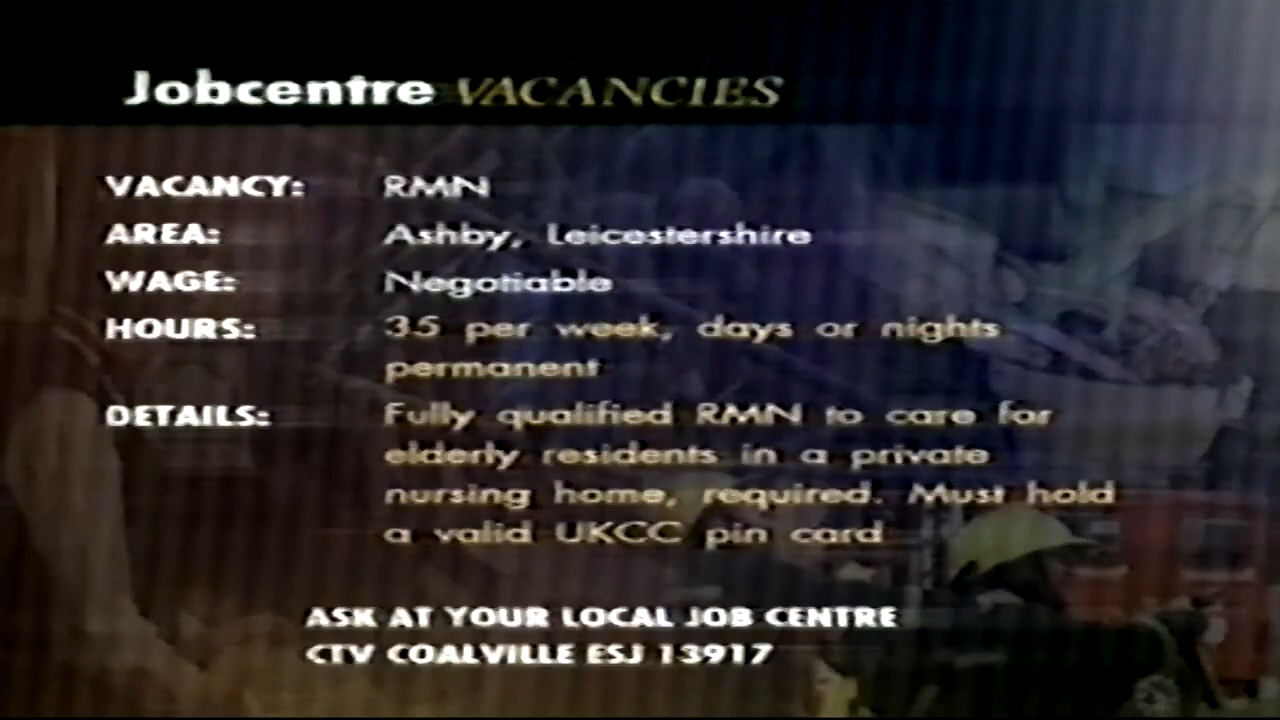 Jobcentre VACANCIES
VACANCY: RMN
AREA: Ashby, Leicestershire
WAGE: Negotiable
HOURS: 35 per week, days or nights
permanent
DETAILS: Fully qualified RMN to care for
elderly residents in a private
nursing home, required. Must hold
a valid UKCC pin card
ASK AT YOUR LOCAL JOB CENTRE
CTV COALVILLE ESJ 13917